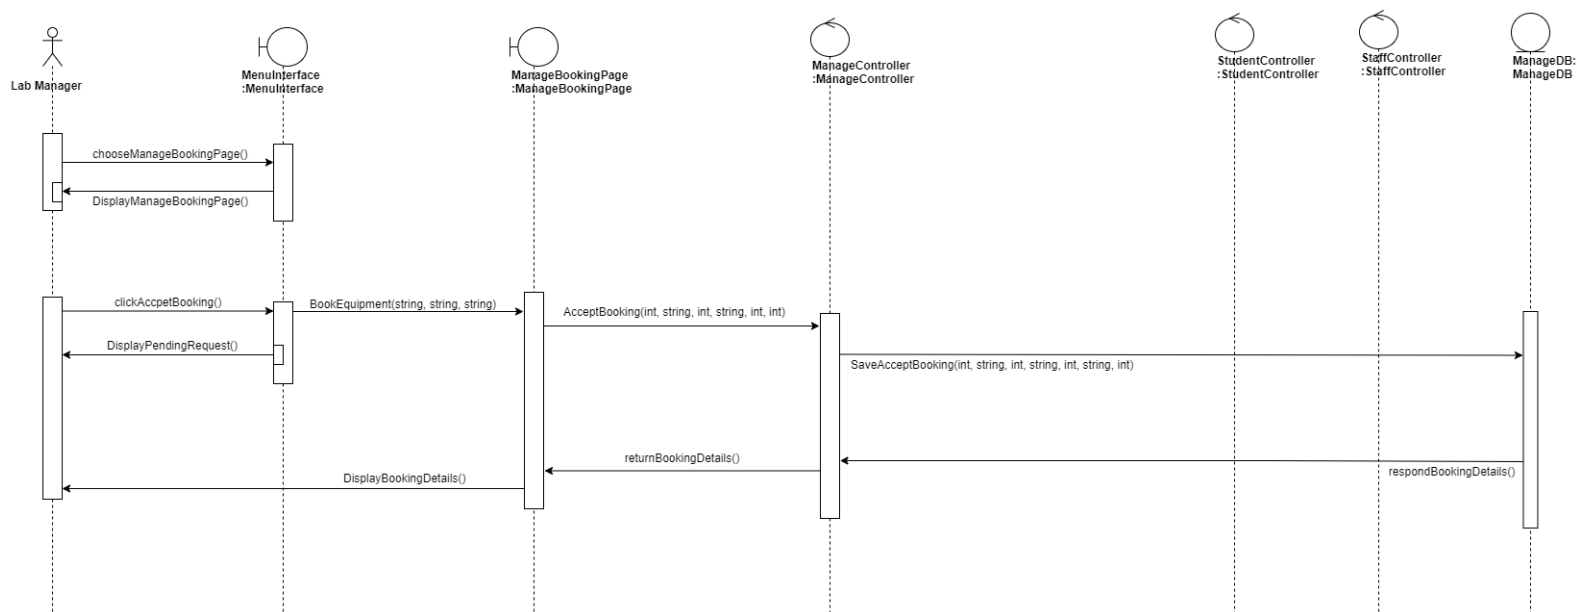 Lab Manager
MenuInterface
:MenuInterface
ManageBookingPage
:ManageBookingPage
ManageController
:ManageController
StudentController
:StudentController
StaffController
:StaffController
ManageDB:
ManageDB
chooseManageBookingPage()
DisplayManageBookingPage()
clickAccpetBooking()
BookEquipment(string, string, string)
AcceptBooking(int, string, int, string, int, int)
DisplayPendingRequest()
SaveAcceptBooking(int, string, int, string, int, string, int)
returnBookingDetails()
respondBookingDetails()
DisplayBookingDetails()